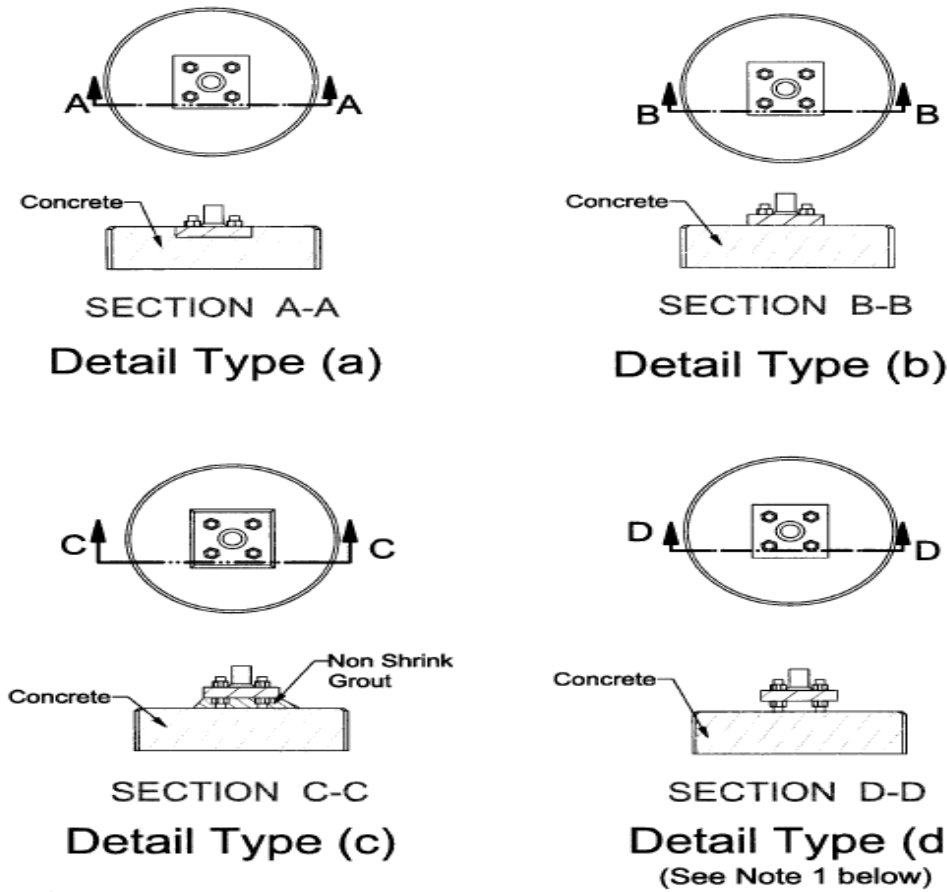 A A
B B
Concrete
Concrete
SECTION A-A
SECTION B-B
Detail Type (a)
Detail Type (b)
C C
D D
Concrete
Non Shrink
Grout
Concrete
SECTION C-C
SECTION D-D
Detail Type (c)
Detail Type (d
(See Note 1 below)